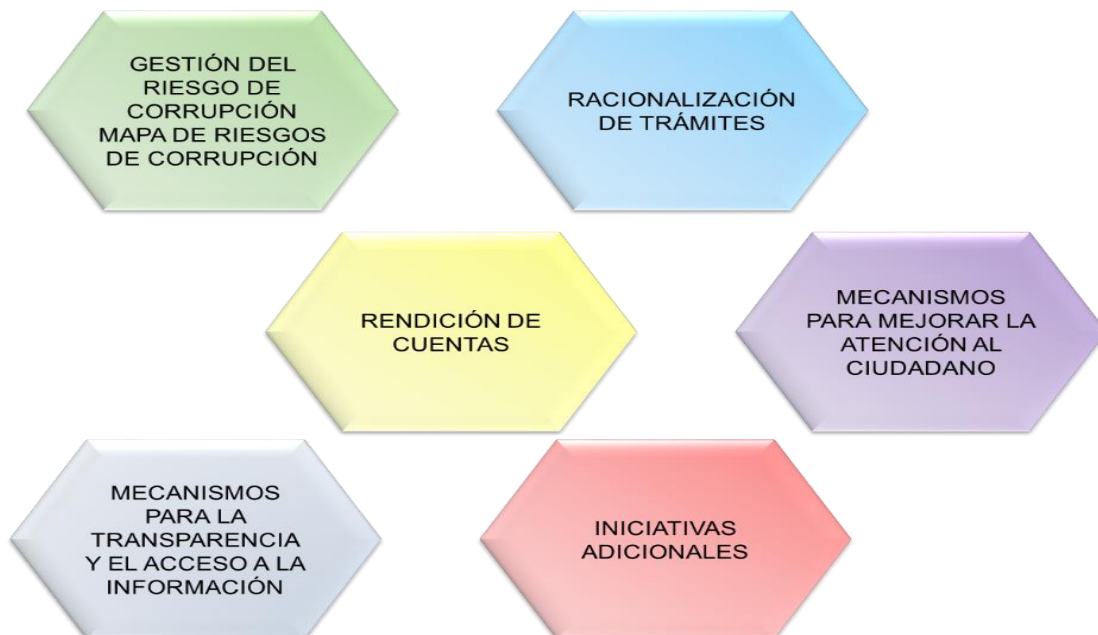 GESTIÓN DEL
RIESGO DE
CORRUPCIÓN
MAPA DE RIESGOS
DE CORRUPCIÓN
RACIONALIZACIÓN
DE TRÁMITES
RENDICIÓN DE
CUENTAS
MECANISMOS
PARA MEJORAR LA
ATENCIÓN AL
CIUDADANO
MECANISMOS
PARA LA
TRANSPARENCIA
Y EL ACCESO A LA
INFORMACIÓN
INICIATIVAS
ADICIONALES